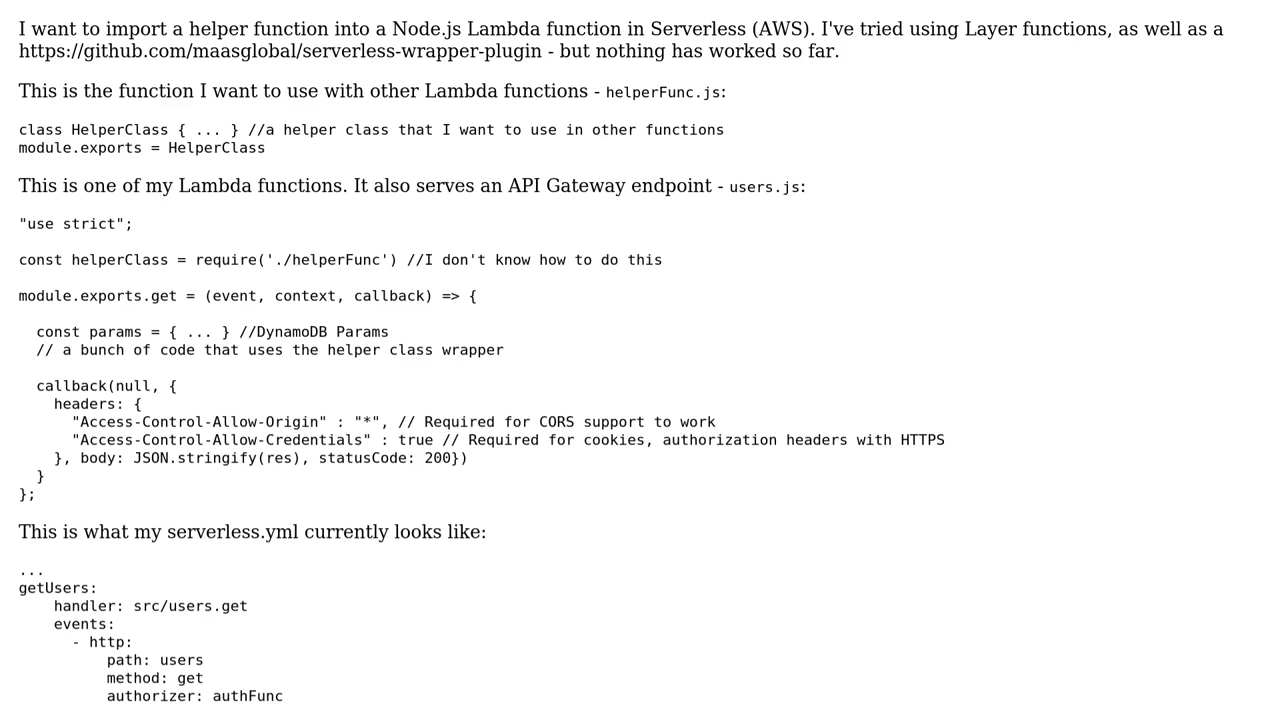 I want to import a helper function into a Node.js Lambda function in Serverless (AWS). I've tried using Layer functions, as well as a
https://github.com/maasglobal/serverless-wrapper-plugin - but nothing has worked so far.
This is the function I want to use with other Lambda functions - helperFunc.js:
class HelperClass { ... } //a helper class that I want to use in other functions
module.exports = HelperClass
This is one of my Lambda functions. It also serves an API Gateway endpoint - users.js:
"use strict";
const helperClass = require('./helperFunc') //I don't know how to do this
module.exports.get = (event, context, callback) => {
  const params = { ... } //DynamoDB Params
  // a bunch of code that uses the helper class wrapper
  callback(null, {
    headers: {
      "Access-Control-Allow-Origin" : "*", // Required for CORS support to work
      "Access-Control-Allow-Credentials" : true // Required for cookies, authorization headers with HTTPS
    }, body: JSON.stringify(res), statusCode: 200})
  }
};
This is what my serverless.yml currently looks like:
...
getUsers:
    handler: src/users.get
    events:
      - http:
          path: users
          method: get
          authorizer: authFunc